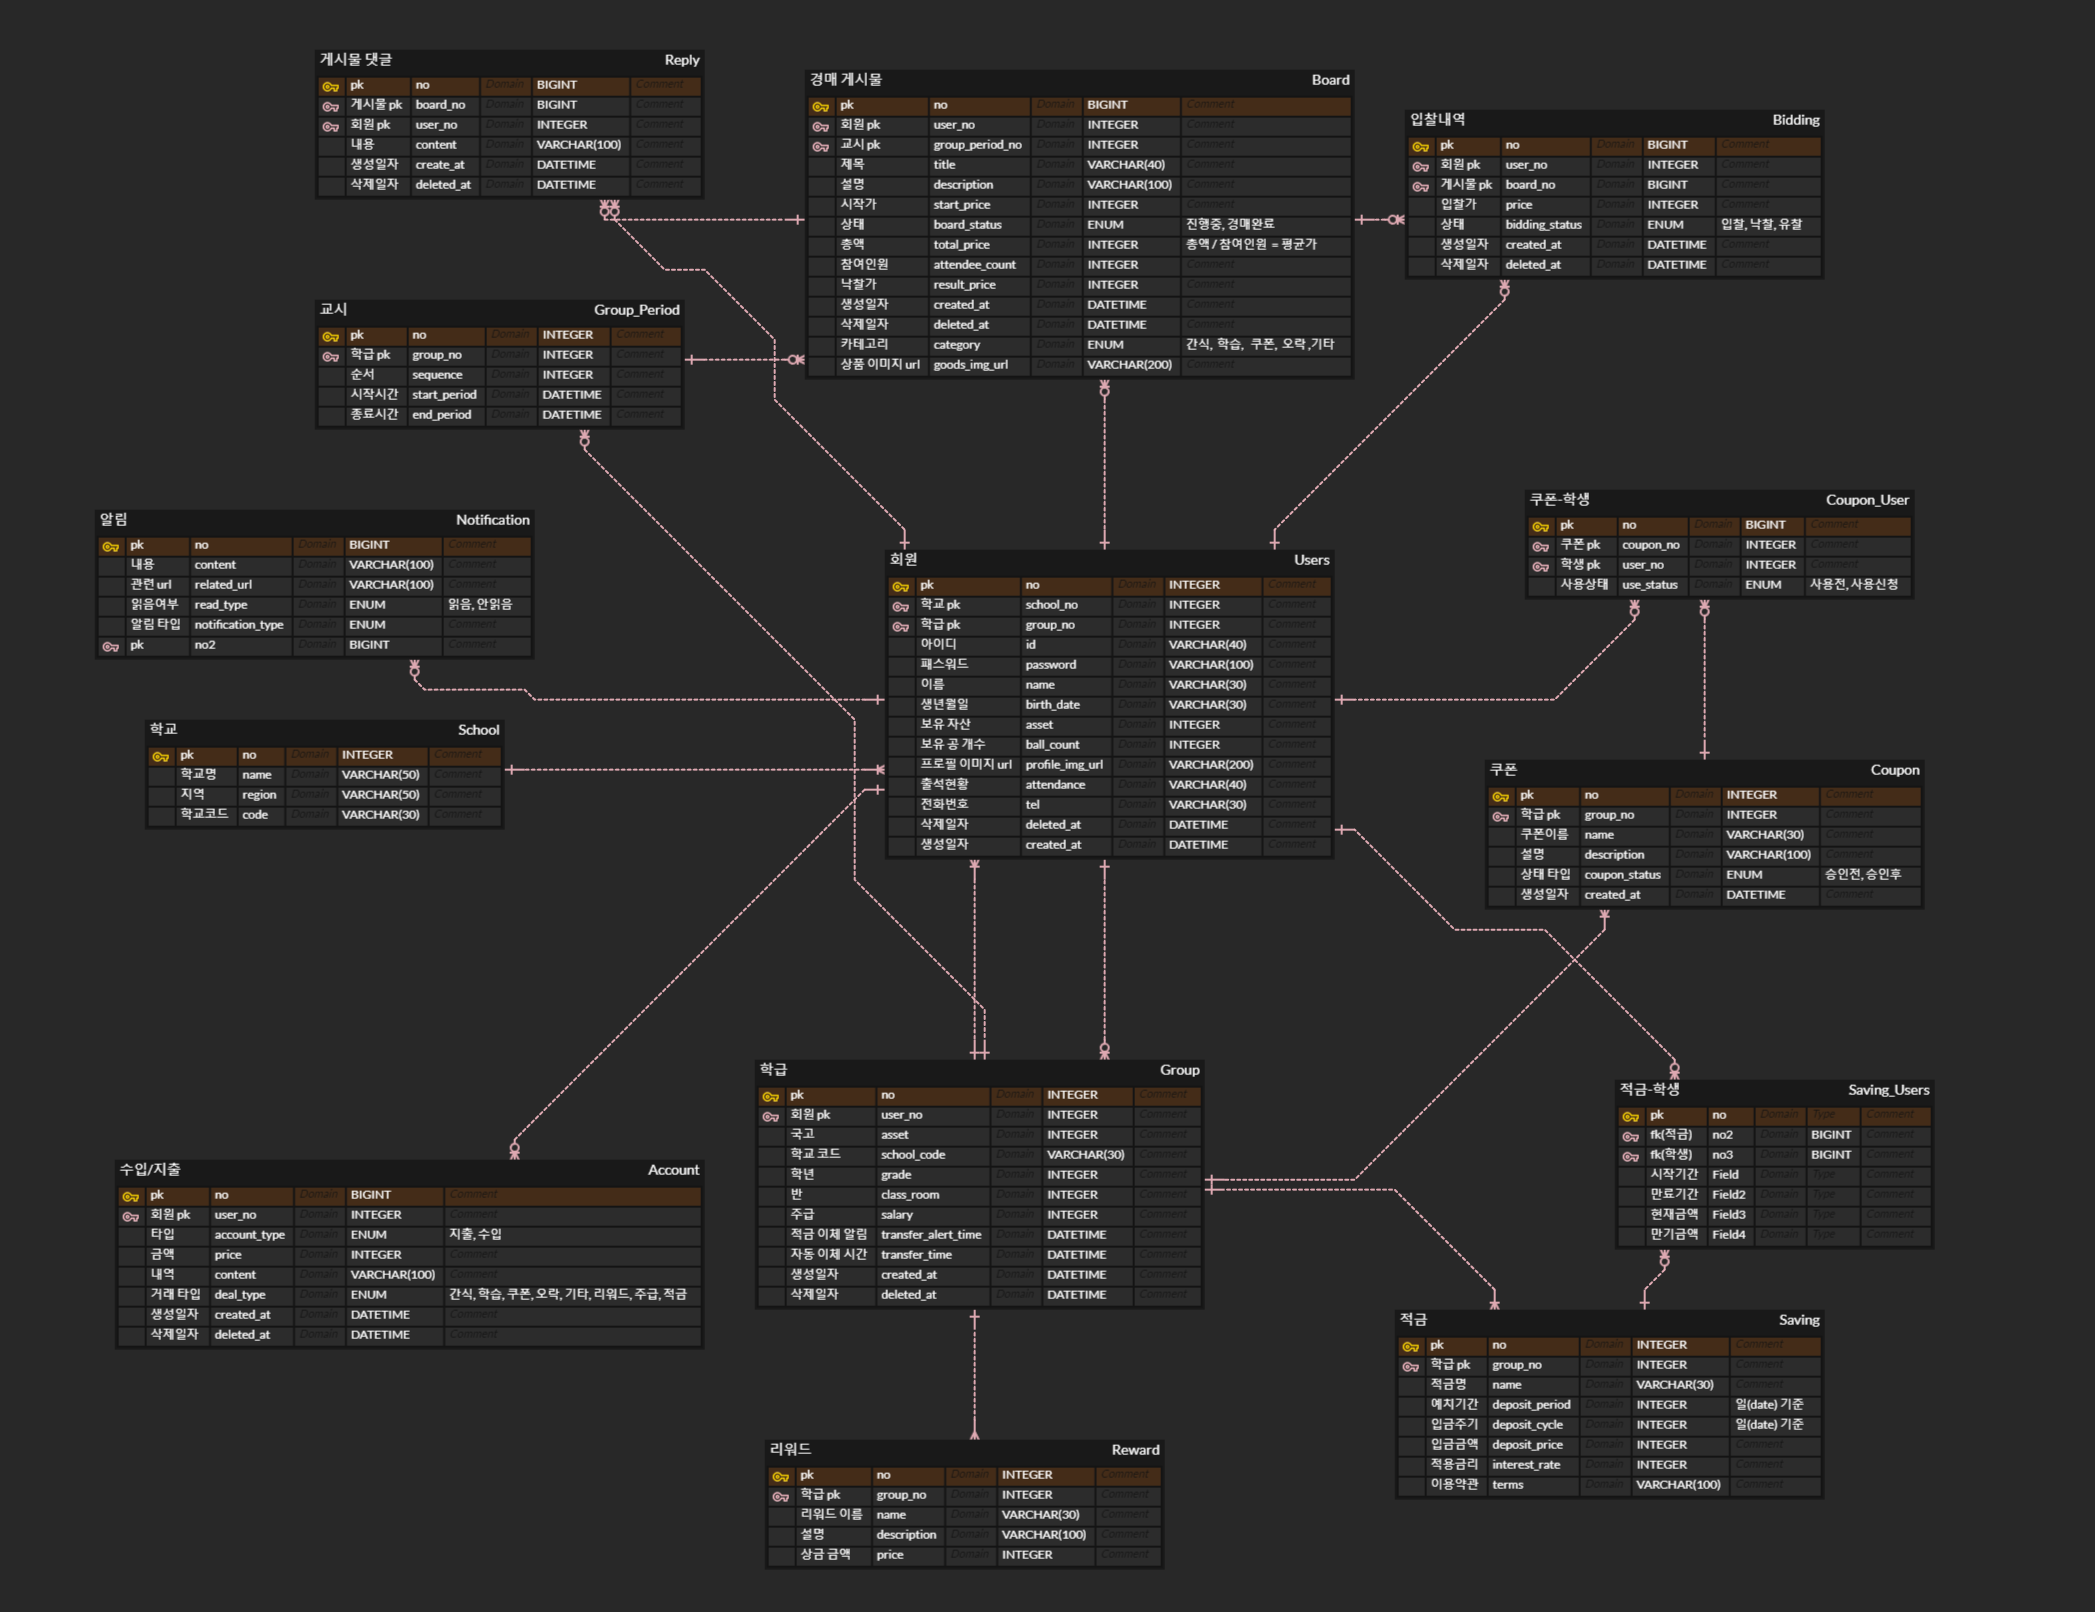 게시물 댓글 Reply
pk no Domain BIGINT Comment
게시물 pk board_no Domain BIGINT Comment
회원 pk user_no Domain INTEGER Comment
내용 content Domain VARCHAR(100) Comment
생성일자 create_at Domain DATETIME Comment
삭제일자 deleted_at Domain DATETIME Comment
경매 게시물 Board
pk no Domain BIGINT Comment
회원 pk user_no Domain INTEGER Comment
교시 pk group_period_no Domain INTEGER Comment
제목 title Domain VARCHAR(40) Comment
설명 description Domain VARCHAR(100) Comment
시작가 start_price Domain INTEGER Comment
상태 board_status Domain ENUM 진행중, 경매완료
총액 total_price Domain INTEGER 총액 / 참여인원 = 평균가
참여인원 attendee_count Domain INTEGER Comment
낙찰가 result_price Domain INTEGER Comment
생성일자 created_at Domain DATETIME Comment
삭제일자 deleted_at Domain DATETIME Comment
카테고리 category Domain ENUM 간식, 학습, 쿠폰, 오락 ,기타
상품 이미지 url goods_img_url Domain VARCHAR(200) Comment
입찰내역 Bidding
pk no Domain BIGINT Comment
회원 pk user_no Domain INTEGER Comment
게시물 pk board_no Domain BIGINT Comment
입찰가 price Domain INTEGER Comment
상태 bidding_status Domain ENUM 입찰, 낙찰, 유찰
생성일자 created_at Domain DATETIME Comment
삭제일자 deleted_at Domain DATETIME Comment
교시 Group_Period
pk no Domain INTEGER Comment
학급 pk group_no Domain INTEGER Comment
순서 sequence Domain INTEGER Comment
시작시간 start_period Domain DATETIME Comment
종료시간 end_period Domain DATETIME Comment
알림 Notification
pk no Domain BIGINT Comment
내용 content Domain VARCHAR(100) Comment
관련 url related_url Domain VARCHAR(100) Comment
읽음여부 read_type Domain ENUM 읽음, 안읽음
알림 타입 notification_type Domain ENUM Comment
pk no2 Domain BIGINT Comment
쿠폰-학생 Coupon_User
pk no Domain BIGINT Comment
쿠폰 pk coupon_no Domain INTEGER Comment
학생 pk user_no Domain INTEGER Comment
사용상태 use_status Domain ENUM 사용전, 사용신청
회원 Users
pk no Domain INTEGER Comment
학교 pk school_no Domain INTEGER Comment
학급 pk group_no Domain INTEGER Comment
아이디 id Domain VARCHAR(40) Comment
패스워드 password Domain VARCHAR(100) Comment
이름 name Domain VARCHAR(30) Comment
생년월일 birth_date Domain VARCHAR(30) Comment
보유 자산 asset Domain INTEGER Comment
보유 공 개수 ball_count Domain INTEGER Comment
프로필 이미지 url profile_img_url Domain VARCHAR(200) Comment
출석현황 attendance Domain VARCHAR(40) Comment
전화번호 tel Domain VARCHAR(30) Comment
삭제일자 deleted_at Domain DATETIME Comment
생성일자 created_at Domain DATETIME Comment
학교 School
pk no Domain INTEGER Comment
학교명 name Domain VARCHAR(50) Comment
지역 region Domain VARCHAR(50) Comment
학교코드 code Domain VARCHAR(30) Comment
쿠폰 Coupon
pk no Domain INTEGER Comment
학급 pk group_no Domain INTEGER Comment
쿠폰이름 name Domain VARCHAR(30) Comment
설명 description Domain VARCHAR(100) Comment
상태 타입 coupon_status Domain ENUM 승인전, 승인후
생성일자 created_at Domain DATETIME Comment
학급 Group
pk no Domain INTEGER Comment
회원 pk user_no Domain INTEGER Comment
국고 asset Domain INTEGER Comment
학교 코드 school_code Domain VARCHAR(30) Comment
학년 grade Domain INTEGER Comment
반 class_room Domain INTEGER Comment
주급 salary Domain INTEGER Comment
적금 이체 알림 transfer_alert_time Domain DATETIME Comment
자동 이체 시간 transfer_time Domain DATETIME Comment
생성일자 created_at Domain DATETIME Comment
삭제일자 deleted_at Domain DATETIME Comment
적금-학생 Saving_Users
pk no Domain Type Comment
fk(적금) no2 Domain BIGINT Comment
fk(학생) no3 Domain BIGINT Comment
시작기간 Field Domain Type Comment
만료기간 Field2 Domain Type Comment
현재금액 Field3 Domain Type Comment
만기금액 Field4 Domain Type Comment
수입/지출 Account
pk no Domain BIGINT Comment
회원 pk user_no Domain INTEGER Comment
타입 account_type Domain ENUM 지출, 수입
금액 price Domain INTEGER Comment
내역 content Domain VARCHAR(100) Comment
거래 타입 deal_type Domain ENUM 간식, 학습, 쿠폰, 오락, 기타, 리워드, 주급, 적금
생성일자 created_at Domain DATETIME Comment
삭제일자 deleted_at Domain DATETIME Comment
적금 Saving
pk no Domain INTEGER Comment
학급 pk group_no Domain INTEGER Comment
적금명 name Domain VARCHAR(30) Comment
예치기간 deposit_period Domain INTEGER 일(date) 기준
입금주기 deposit_cycle Domain INTEGER 일(date) 기준
입금금액 deposit_price Domain INTEGER Comment
적용금리 interest_rate Domain INTEGER Comment
이용약관 terms Domain VARCHAR(100) Comment
리워드 Reward
pk no Domain INTEGER Comment
학급 pk group_no Domain INTEGER Comment
리워드 이름 name Domain VARCHAR(30) Comment
설명 description Domain VARCHAR(100) Comment
상금 금액 price Domain INTEGER Comment